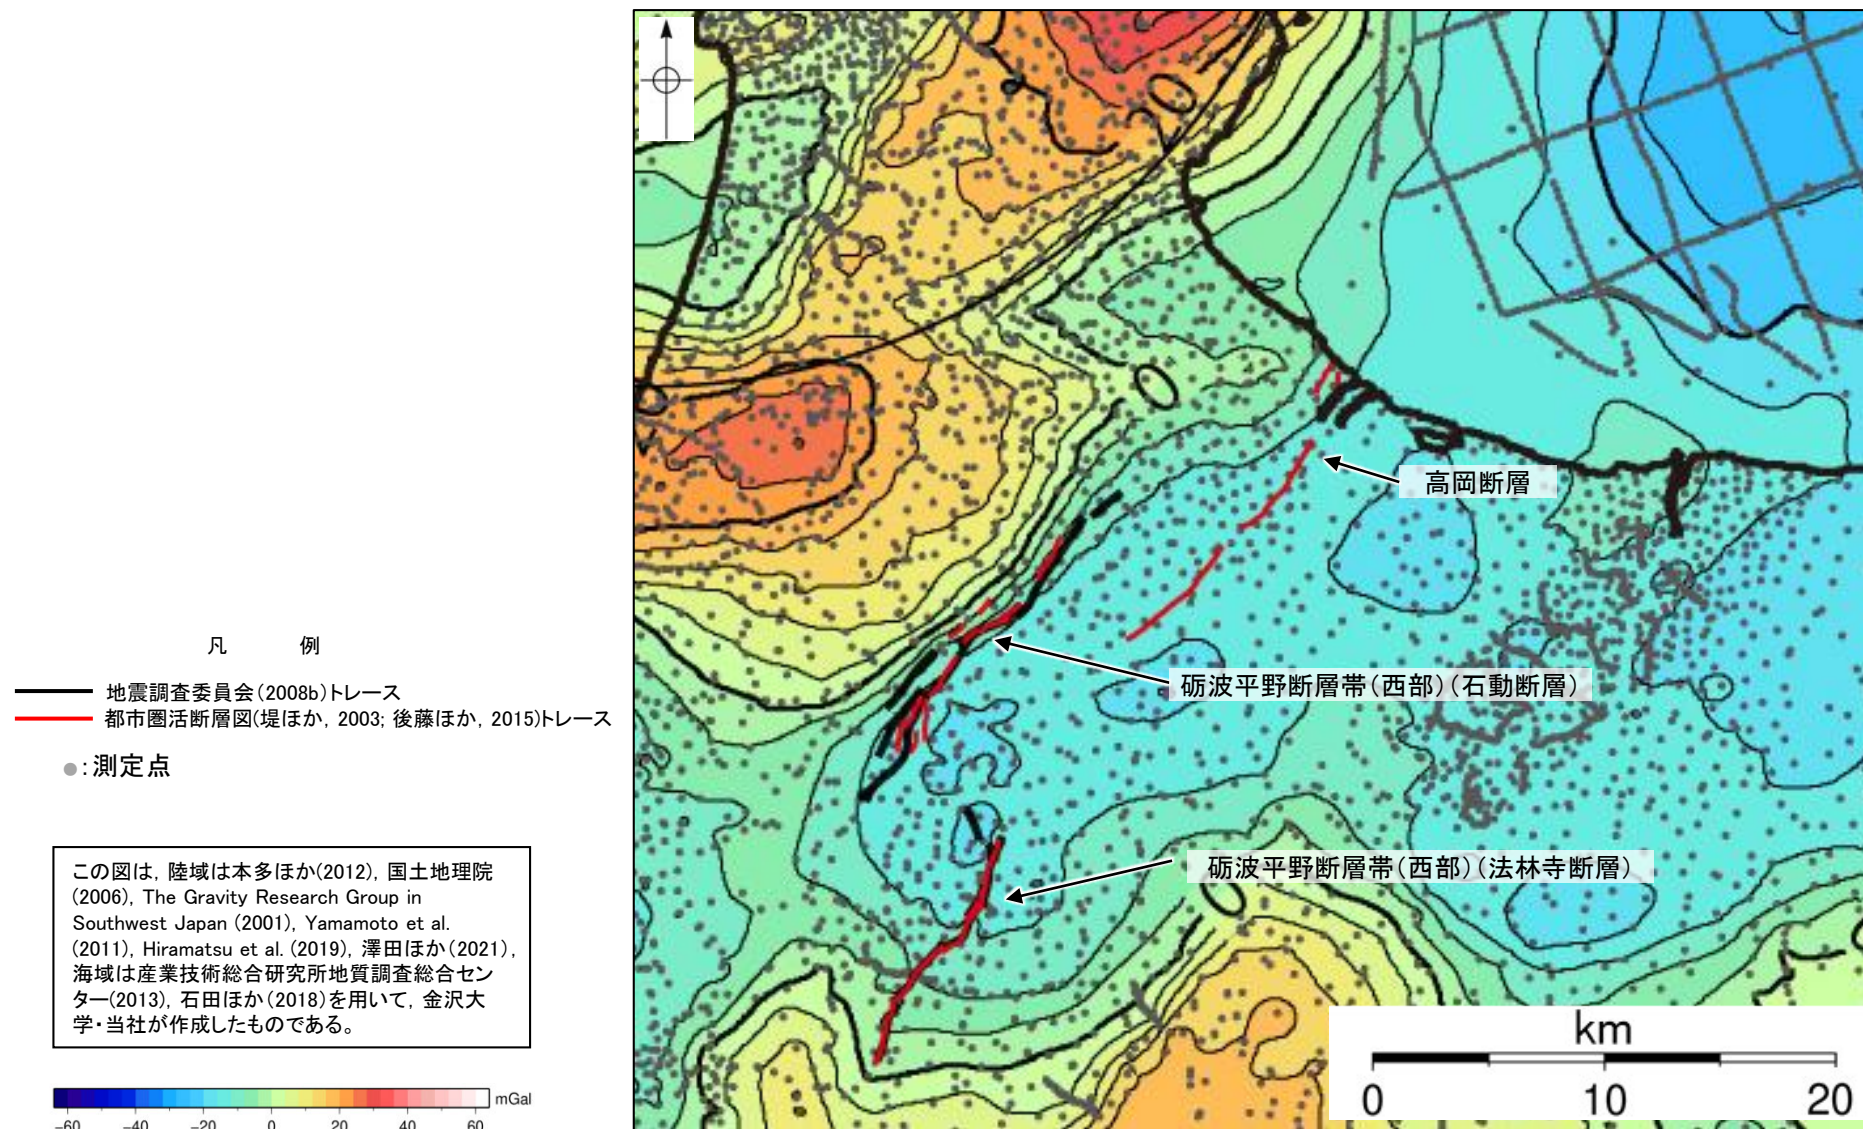 高岡断層
砺波平野断層帯(西部)(石動断層)
砺波平野断層帯(西部)(法林寺断層)
0
0
0
km
0 10 20
凡 例
地震調査委員会(2008b)トレース
都市圏活断層図(堤ほか, 2003; 後藤ほか, 2015)トレース
:測定点
この図は, 陸域は本多ほか(2012), 国土地理院
(2006), The Gravity Research Group in
Southwest Japan (2001), Yamamoto et al.
(2011), Hiramatsu et al. (2019), 澤田ほか(2021),
海域は産業技術総合研究所地質調査総合セン
ター(2013), 石田ほか(2018)を用いて, 金沢大
学・当社が作成したものである。
mGal
-60 -40 -20 0 20 40 60